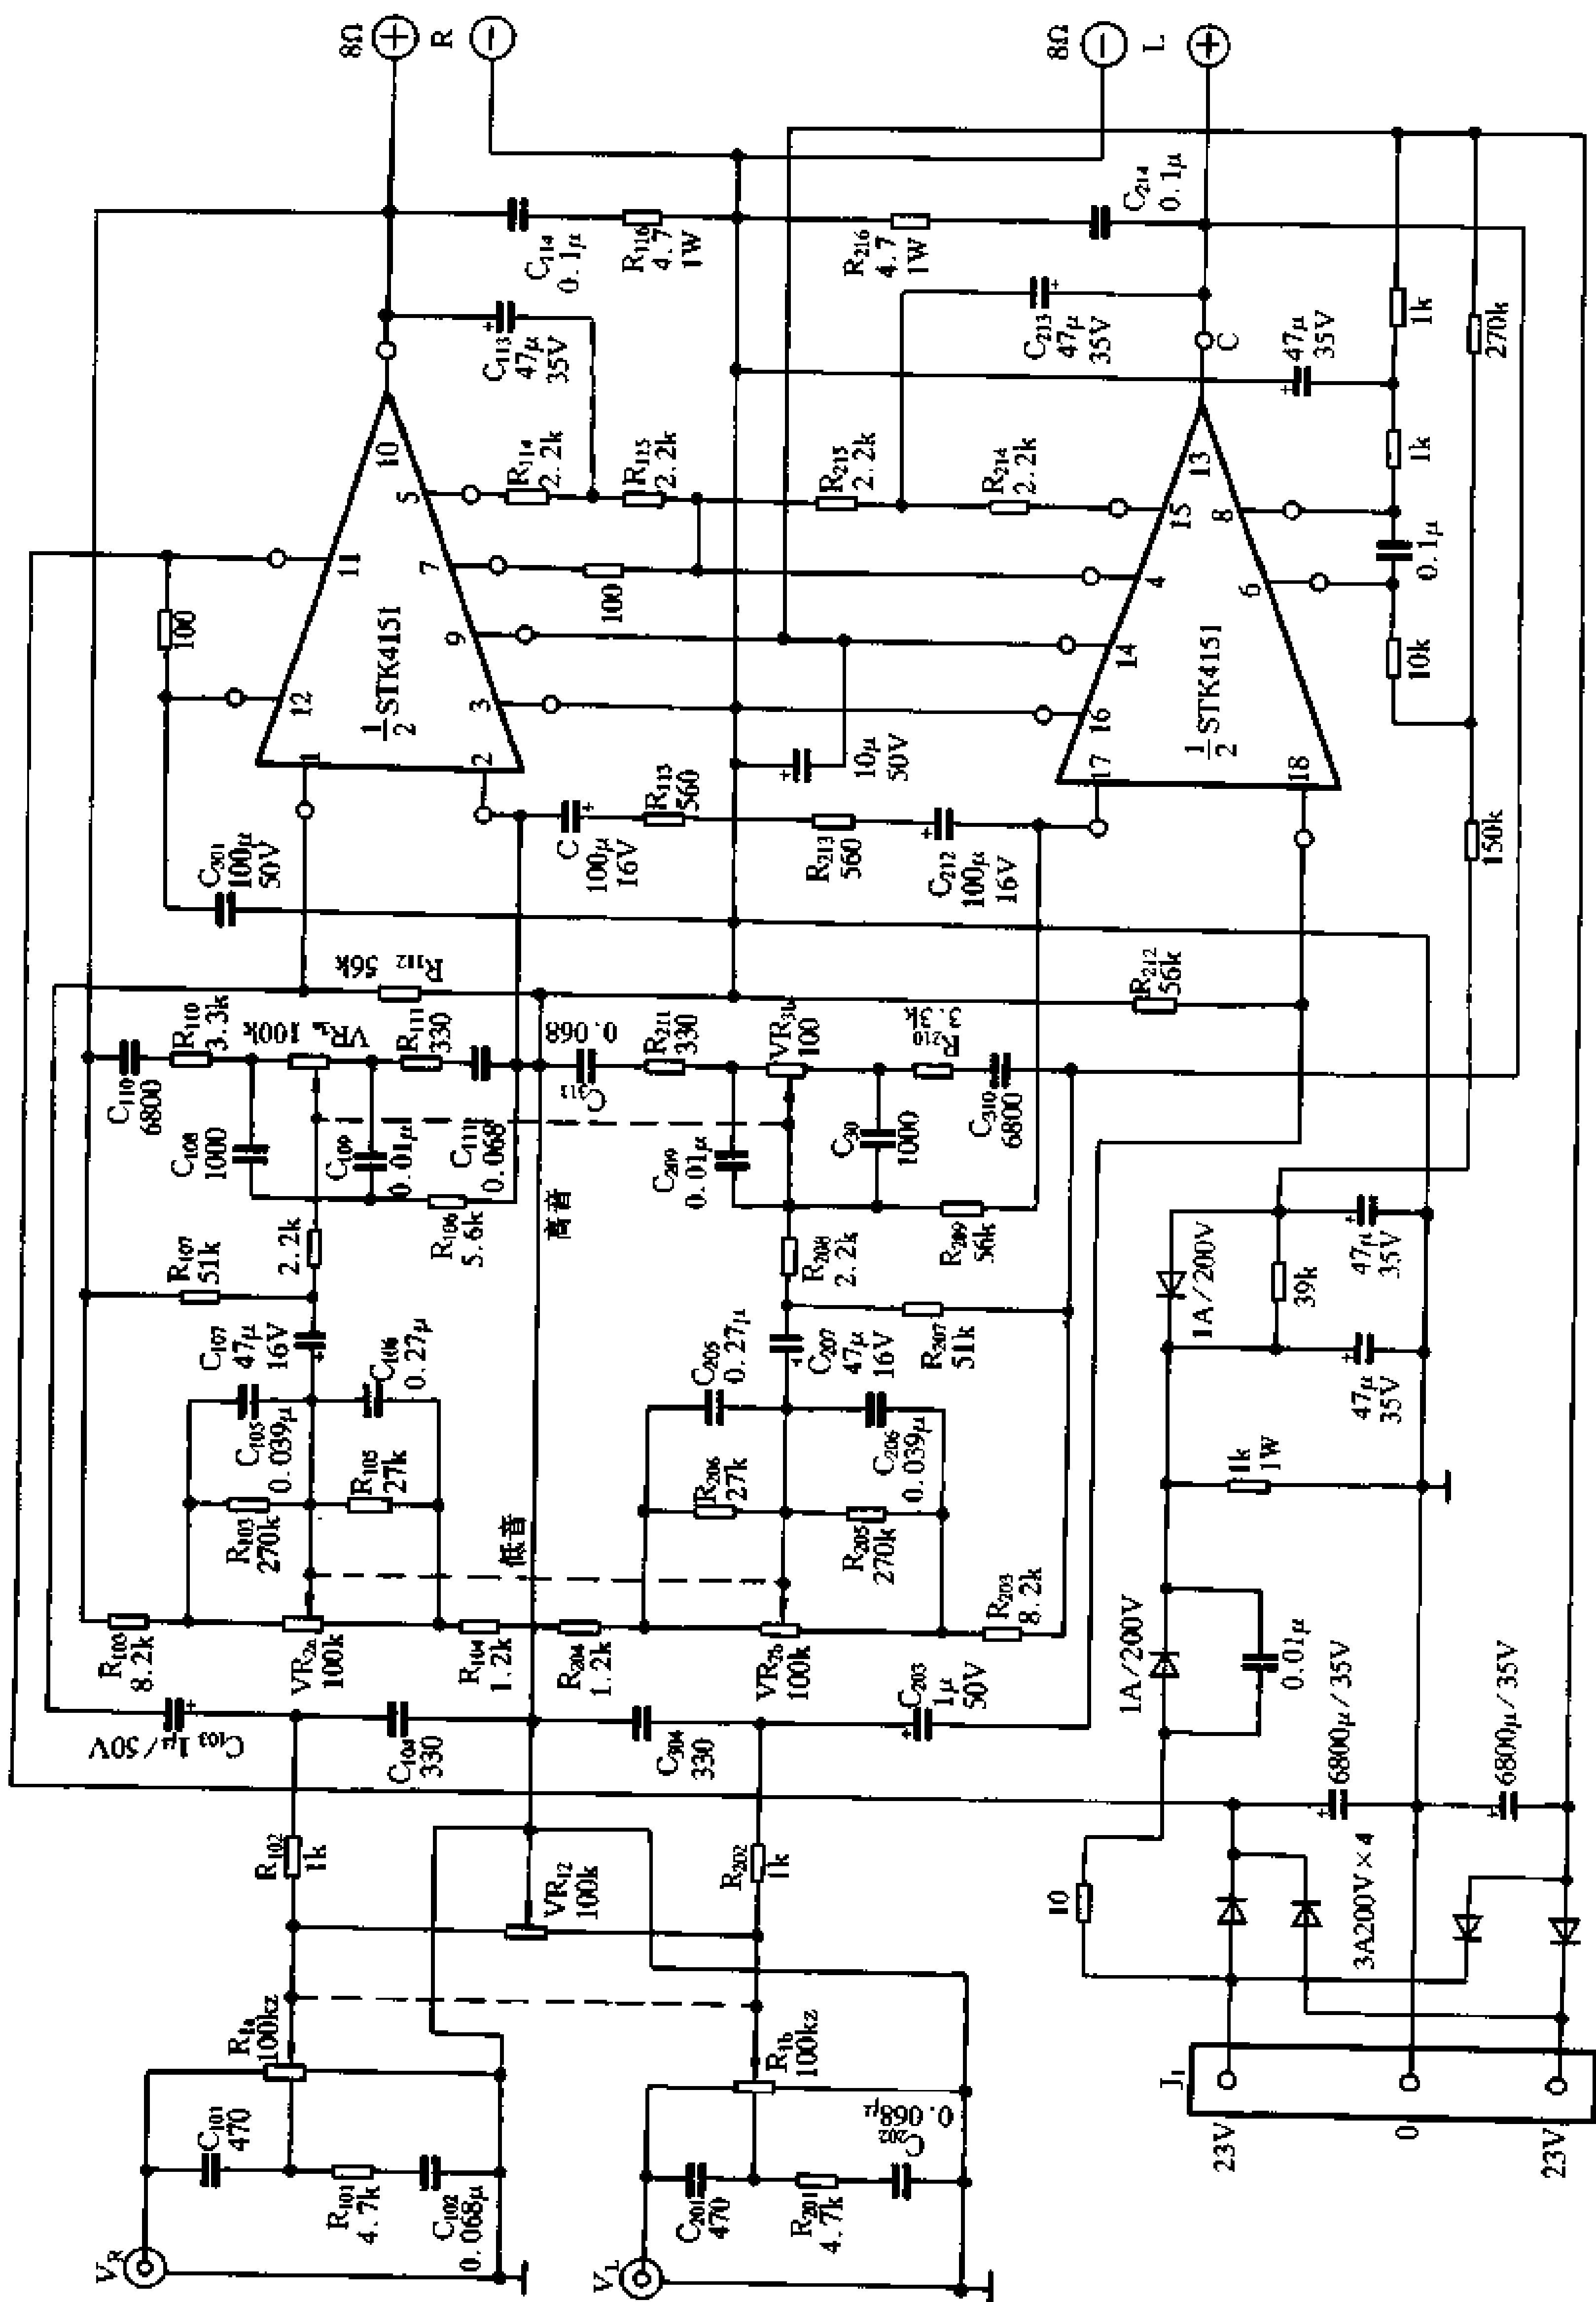 V_R
C101
470
R101
4.7k
C102
0.068μ
R1a
100kz
R102
1k
C103 1μ/50V
C104
330
VR12
100k
V_L
C201
470
R201
4.7k
C202
0.068μ
R1b
100kz
R202
1k
C304
330
C203
1μ
50V
R103
8.2k
VR2a
100k
R104
1.2k
R204
1.2k
VR2b
100k
R203
8.2k
R103
270k
C105
0.039μ
R105
27k
C106
0.27μ
C107
47μ
16V
R107
51k
2.2k
低音
R206
27k
C205
0.27μ
R205
270k
C206
0.039μ
C207
47μ
16V
R207
51k
R208
2.2k
C110
6800
R110
3.3k
C108
1000
100k
C109
0.01μ
R111
330
C111
0.068
R106
5.6k
高音
0.068
R211
330
C209
0.01μ
100
C30
1000
3.3k
C310
6800
R209
56k
R112
56k
R212
56k
C301
100μ
50V
100
12
11
1
2
1/2 STK4151
3
9
7
5
10
C
100μ
16V
R113
560
R213
560
C212
100μ
16V
10μ
50V
100
R114
2.2k
R115
2.2k
R215
2.2k
R214
2.2k
C113
47μ
35V
C114
0.1μ
R116
4.7
1W
R216
4.7
1W
C214
0.1μ
C213
47μ
35V
17
18
16
14
4
15
13
8
6
1/2 STK4151
C
8Ω
+
R
−
8Ω
−
L
+
47μ
35V
1k
1k
0.1μ
10k
270k
150k
J1
23V
0
23V
10
3A200V×4
6800μ/35V
6800μ/35V
1A/200V
0.01μ
1k
1W
1A/200V
39k
47μ
35V
47μ
35V